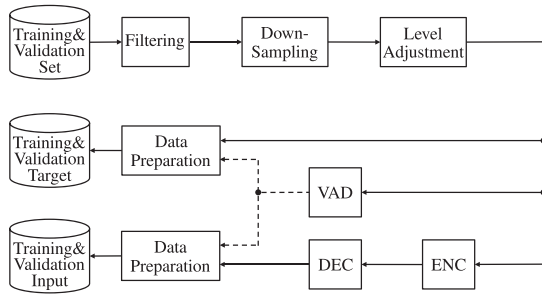 Training&
Validation
Set
Filtering
Down-
Sampling
Level
Adjustment
Training&
Validation
Target
Data
Preparation
VAD
Training&
Validation
Input
Data
Preparation
DEC
ENC